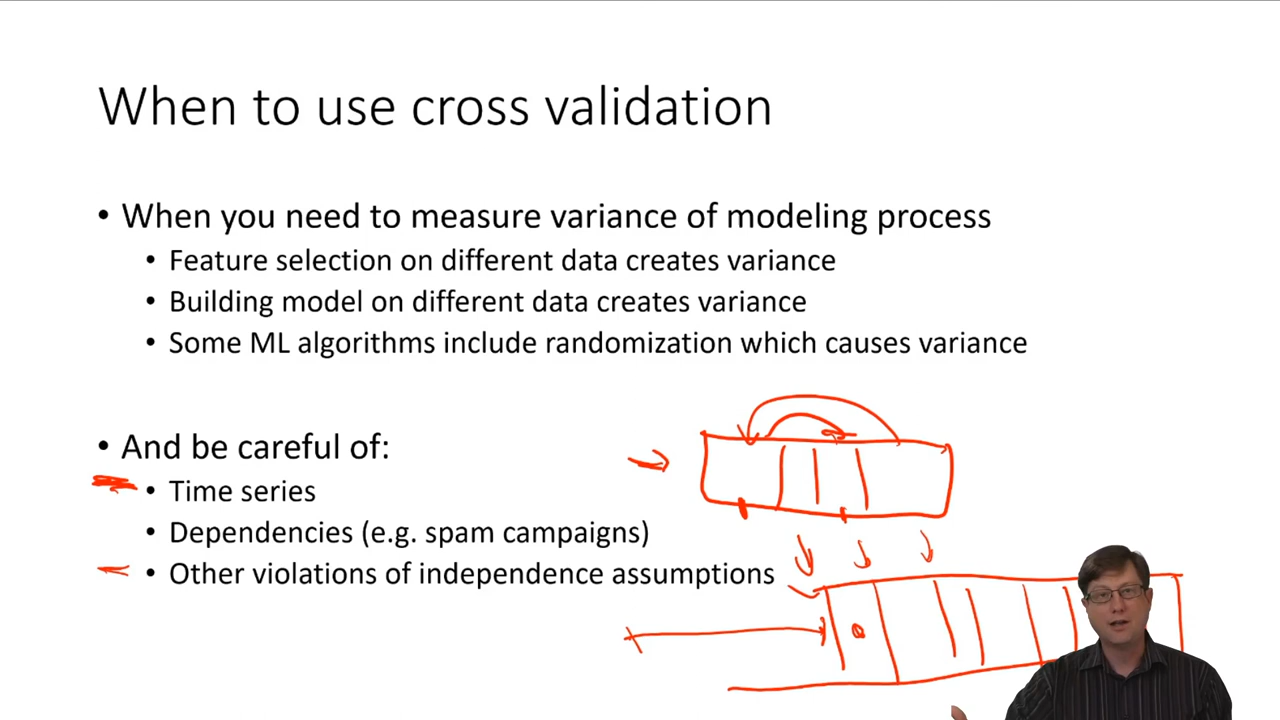 When to use cross validation
• When you need to measure variance of modeling process
• Feature selection on different data creates variance
• Building model on different data creates variance
• Some ML algorithms include randomization which causes variance
• And be careful of:
• Time series
• Dependencies (e.g. spam campaigns)
• Other violations of independence assumptions